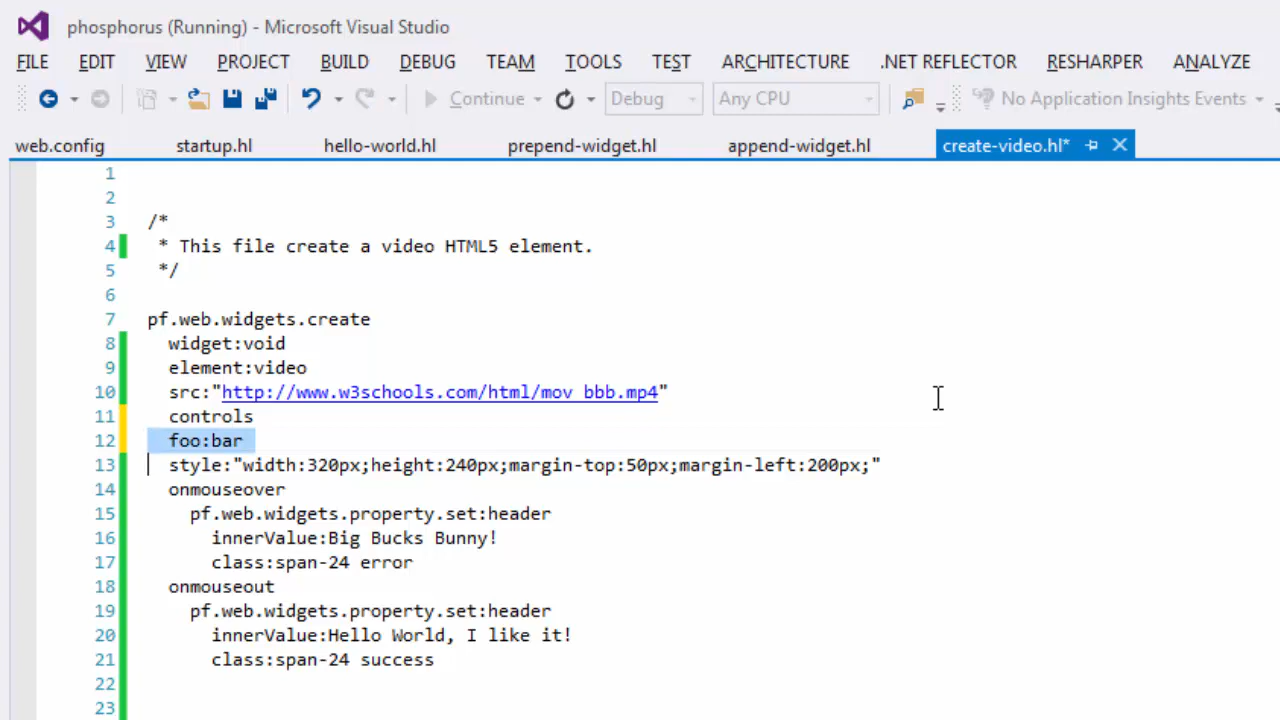 phosphorus (Running) - Microsoft Visual Studio
FILE EDIT VIEW PROJECT BUILD DEBUG TEAM TOOLS TEST ARCHITECTURE .NET REFLECTOR RESHARPER ANALYZE
Continue Debug Any CPU No Application Insights Events
web.config startup.hl hello-world.hl prepend-widget.hl append-widget.hl create-video.hl*
1
2
3 /*
4 * This file create a video HTML5 element.
5 */
6
7 pf.web.widgets.create
8 widget:void
9 element:video
10 src:"http://www.w3schools.com/html/mov_bbb.mp4"
11 controls
12 foo:bar
13 style:"width:320px;height:240px;margin-top:50px;margin-left:200px;"
14 onmouseover
15 pf.web.widgets.property.set:header
16 innerValue:Big Bucks Bunny!
17 class:span-24 error
18 onmouseout
19 pf.web.widgets.property.set:header
20 innerValue:Hello World, I like it!
21 class:span-24 success
22
23